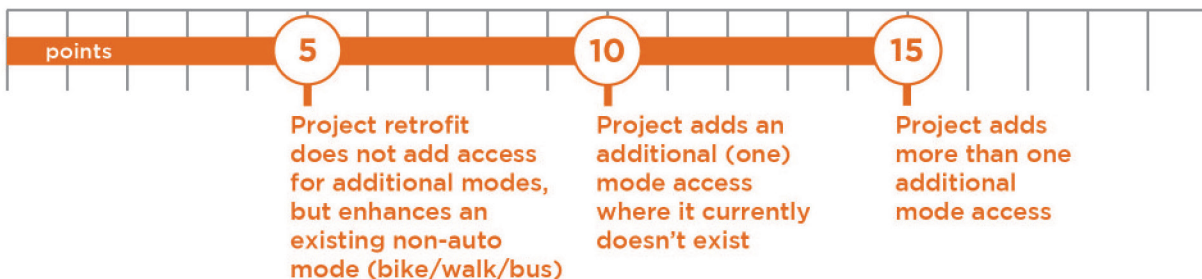 points
5
10
15
Project retrofit
does not add access
for additional modes,
but enhances an
existing non-auto
mode (bike/walk/bus)
Project adds an
additional (one)
mode access
where it currently
doesn't exist
Project adds
more than one
additional
mode access